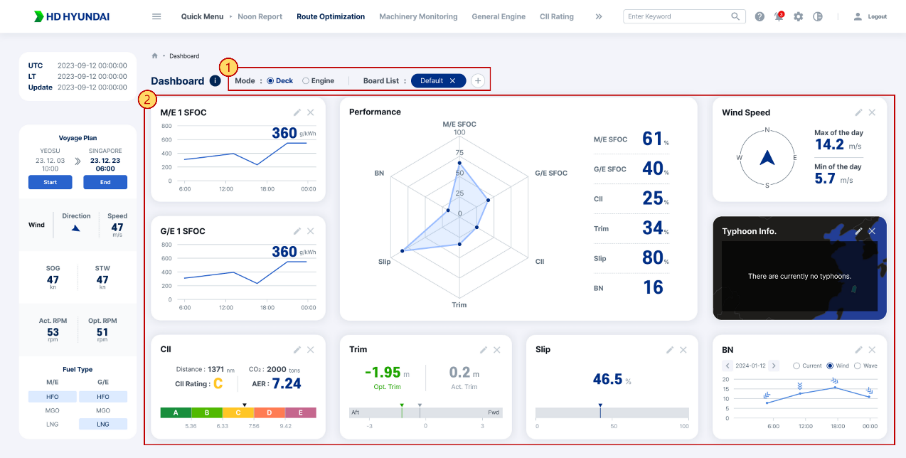 HD HYUNDAI
Quick Menu • Noon Report Route Optimization Machinery Monitoring General Engine CII Rating
Enter Keyword
Logout
UTC 2023-09-12 00:00:00
LT 2023-09-12 00:00:00
Update 2023-09-12 00:00:00
Dashboard
1
Dashboard
Mode : Deck Engine Board List : Default
2
Voyage Plan
YEOSU SINGAPORE
23. 12. 03 23. 12. 23
10:00 06:00
Start End
Wind Direction Speed
47
m/s
SOG STW
47 47
kn kn
Act. RPM Opt. RPM
53 51
rpm rpm
Fuel Type
M/E G/E
HFO HFO
MGO MGO
LNG LNG
M/E 1 SFOC
360 g/kWh
800
600
400
200
0
6:00 12:00 18:00 00:00
G/E 1 SFOC
360 g/kWh
800
600
400
200
0
6:00 12:00 18:00 00:00
Performance
M/E SFOC
100
75
50
25
0
BN
G/E SFOC
Slip
CII
Trim
M/E SFOC 61 %
G/E SFOC 40 %
CII 25 %
Trim 34 %
Slip 80 %
BN 16
Wind Speed
N
W E
S
Max of the day
14.2 m/s
Min of the day
5.7 m/s
Typhoon Info.
There are currently no typhoons.
CII
Distance : 1371 nm CO₂ : 2000 tons
CII Rating : C AER : 7.24
A B C D E
5.36 6.33 7.56 9.42
Trim
-1.95 m 0.2 m
Opt. Trim Act. Trim
Aft Fwd
-3 0 3
Slip
46.5 %
0 50 100
BN
2024-01-12 Current Wind Wave
20
15
10
5
0
6:00 12:00 18:00 00:00